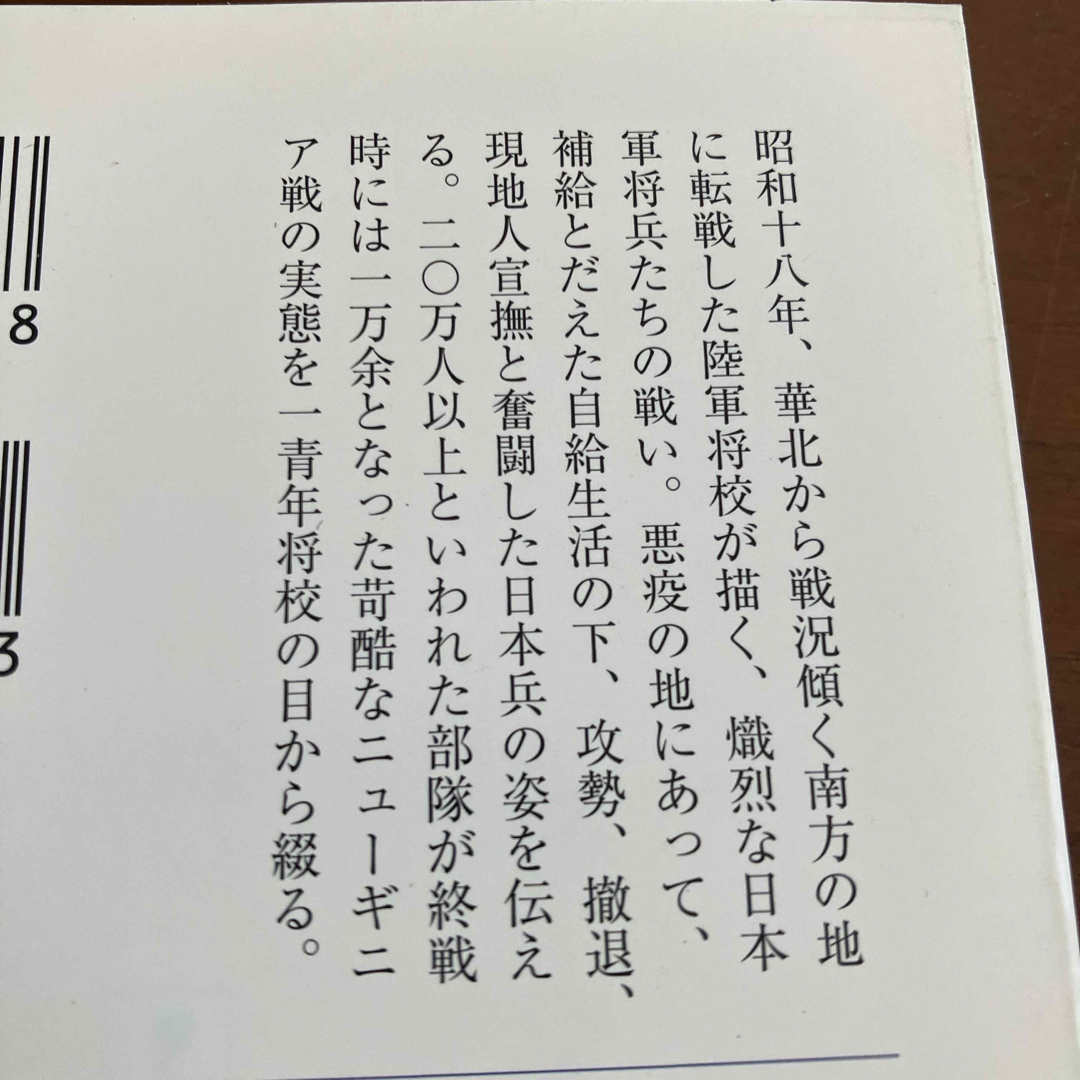 昭和十八年、華北から戦況傾く南方の地
に転戦した陸軍将校が描く、熾烈な日本
軍将兵たちの戦い。悪疫の地にあって、
補給とだえた自給生活の下、攻勢、撤退、
現地人宣撫と奮闘した日本兵の姿を伝え
る。二〇万人以上といわれた部隊が終戦
時には一万余となった苛酷なニューギニ
ア戦の実態を一青年将校の目から綴る。
8
3